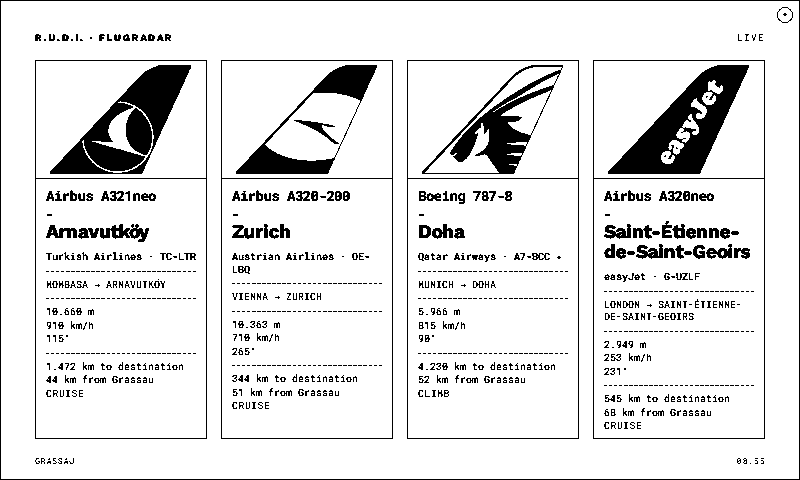 R.U.D.I. · FLUGRADAR
LIVE
easyJet
Airbus A321neo
-
Arnavutköy
Turkish Airlines · TC-LTR
MOMBASA → ARNAVUTKÖY
10.660 m
910 km/h
115°
1.472 km to destination
44 km from Grassau
CRUISE
Airbus A320-200
-
Zurich
Austrian Airlines · OE-
LBQ
VIENNA → ZURICH
10.363 m
710 km/h
265°
344 km to destination
51 km from Grassau
CRUISE
Boeing 787-8
-
Doha
Qatar Airways · A7-BCC ✦
MUNICH → DOHA
5.966 m
815 km/h
90°
4.230 km to destination
52 km from Grassau
CLIMB
Airbus A320neo
-
Saint-Étienne-
de-Saint-Geoirs
easyJet · G-UZLF
LONDON → SAINT-ÉTIENNE-
DE-SAINT-GEOIRS
2.949 m
253 km/h
231°
545 km to destination
68 km from Grassau
CRUISE
GRASSAU
08.55